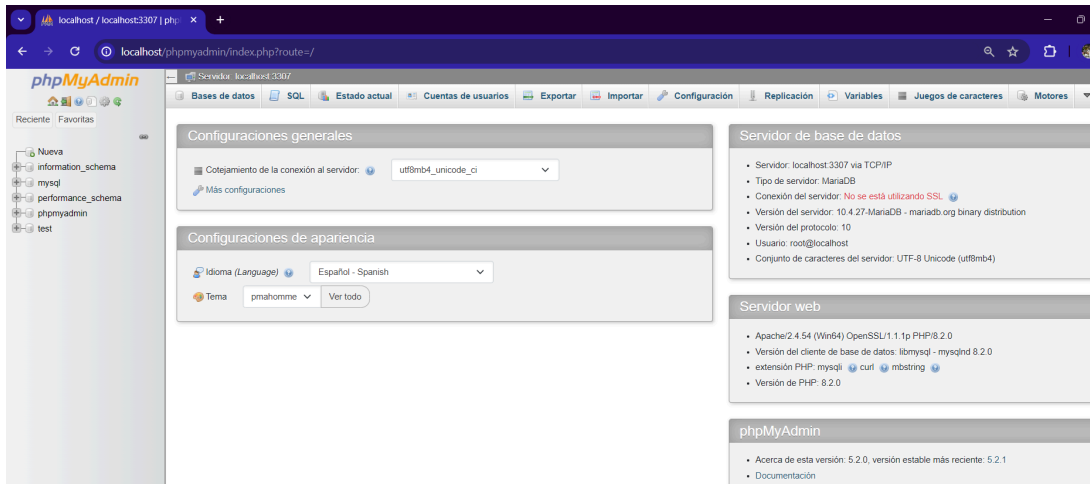 localhost / localhost:3307 | php
localhost/phpmyadmin/index.php?route=/
phpMyAdmin
Reciente Favoritas
Nueva
information_schema
mysql
performance_schema
phpmyadmin
test
Servidor: localhost:3307
Bases de datos SQL Estado actual Cuentas de usuarios Exportar Importar Configuración Replicación Variables Juegos de caracteres Motores
Configuraciones generales
Cotejamiento de la conexión al servidor: utf8mb4_unicode_ci
Más configuraciones
Configuraciones de apariencia
Idioma (Language) Español - Spanish
Tema pmahomme Ver todo
Servidor de base de datos
• Servidor: localhost:3307 via TCP/IP
• Tipo de servidor: MariaDB
• Conexión del servidor: No se está utilizando SSL
• Versión del servidor: 10.4.27-MariaDB - mariadb.org binary distribution
• Versión del protocolo: 10
• Usuario: root@localhost
• Conjunto de caracteres del servidor: UTF-8 Unicode (utf8mb4)
Servidor web
• Apache/2.4.54 (Win64) OpenSSL/1.1.1p PHP/8.2.0
• Versión del cliente de base de datos: libmysql - mysqlnd 8.2.0
• extensión PHP: mysqli curl mbstring
• Versión de PHP: 8.2.0
phpMyAdmin
• Acerca de esta versión: 5.2.0, versión estable más reciente: 5.2.1
• Documentación